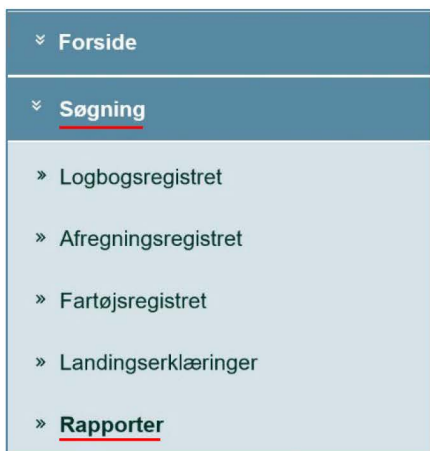 Forside
Søgning
Logbogsregistret
Afregningsregistret
Fartøjsregistret
Landingserklæringer
Rapporter